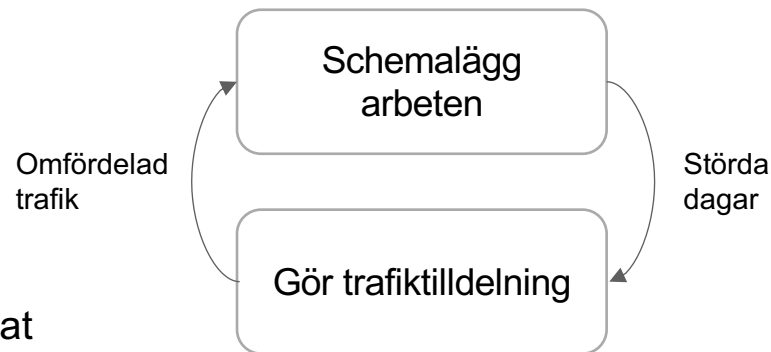 Schemalägg
arbeten
Omfördelad
trafik
Störda
dagar
Gör trafiktilldelning
at